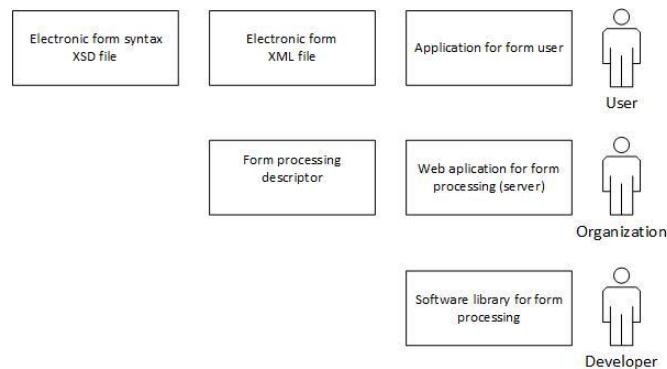 Electronic form syntax
XSD file
Electronic form
XML file
Application for form user
User
Form processing
descriptor
Web aplication for form
processing (server)
Organization
Software library for form
processing
Developer